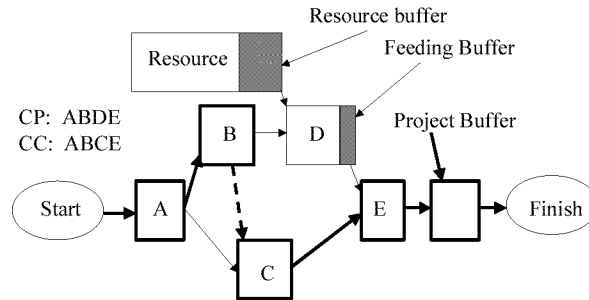 Resource buffer
Resource
Feeding Buffer
CP: ABDE
CC: ABCE
B
D
Project Buffer
Start
A
E
Finish
C